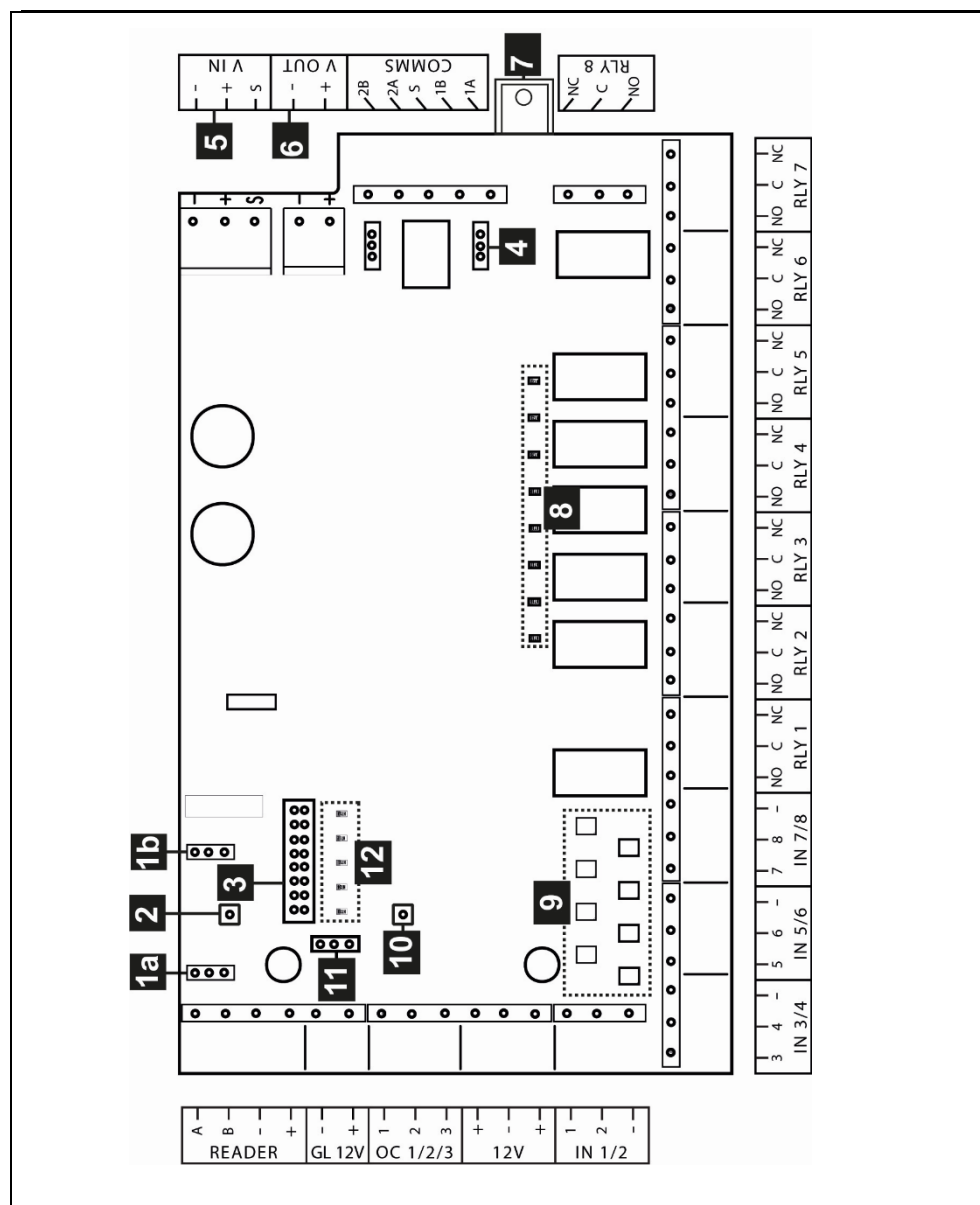 V IN
- + S
V OUT
- +
COMMS
2B 2A S 1B 1A
RLY 8
NC C NO
5
6
7
- + S
- +
4
1b
2
1a
3
12
11
10
8
9
A B - +
READER
- +
GL 12V
1 2 3
OC 1/2/3
+ - +
12V
1 2 -
IN 1/2
NC C NO
RLY 7
NC C NO
RLY 6
NC C NO
RLY 5
NC C NO
RLY 4
NC C NO
RLY 3
NC C NO
RLY 2
NC C NO
RLY 1
- 8 7
IN 7/8
- 6 5
IN 5/6
- 4 3
IN 3/4